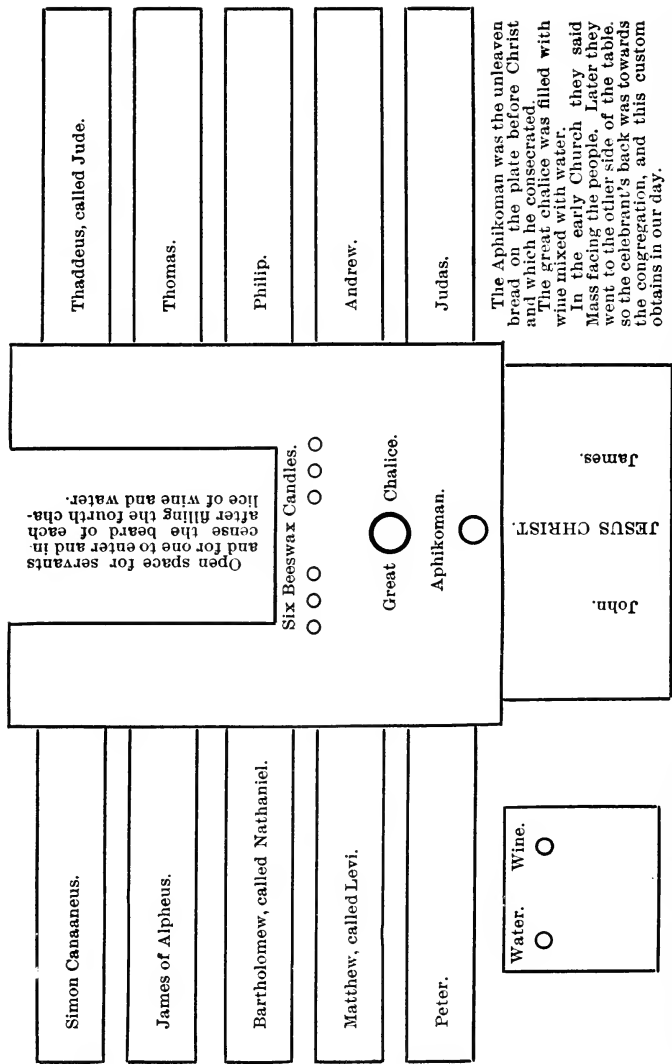 Simon Canaaneus.
James of Alpheus.
Bartholomew, called Nathaniel.
Matthew, called Levi.
Peter.
Open space for servants
and for one to enter and in-
cense the beard of each
after filling the fourth cha-
lice of wine and water.
Six Beeswax Candles.
Great Chalice.
Aphikoman.
Thaddeus, called Jude.
Thomas.
Philip.
Andrew.
Judas.
Water. Wine.
John.
JESUS CHRIST.
James.
The Aphikoman was the unleaven
bread on the plate before Christ
and which he consecrated.
The great chalice was filled with
wine mixed with water.
In the early Church they said
Mass facing the people. Later they
went to the other side of the table.
so the celebrant's back was towards
the congregation, and this custom
obtains in our day.